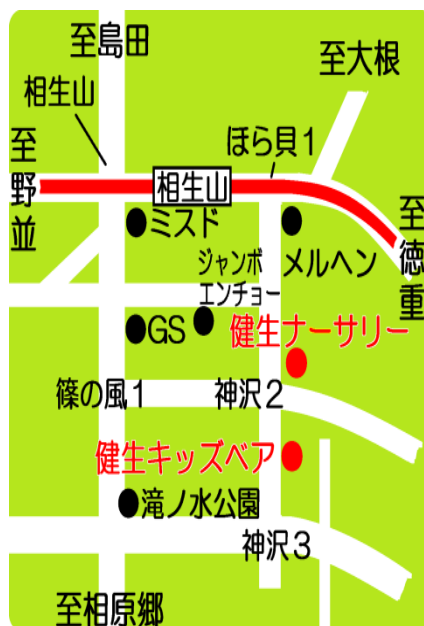 至島田
至大根
相生山
ほら貝1
至野並
相生山
至徳重
ミスド
メルヘン
ジャンボ
エンチョー
GS
健生ナーサリー
篠の風1
神沢2
健生キッズベア
滝ノ水公園
神沢3
至相原郷